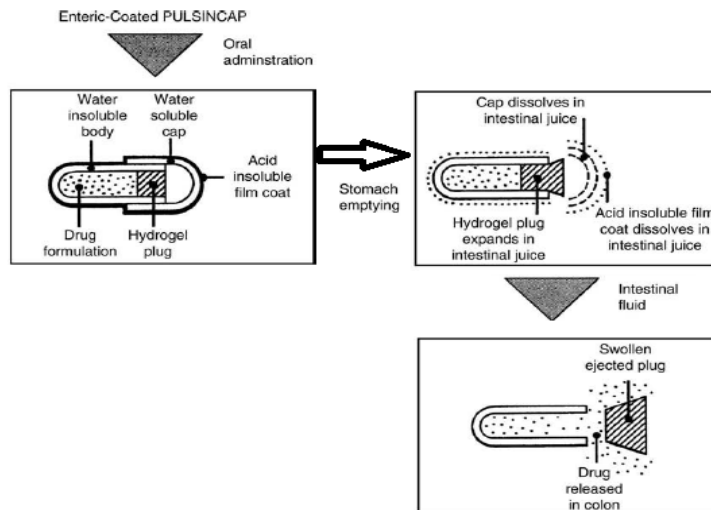 Enteric-Coated PULSINCAP
Oral
adminstration
Water
insoluble
body
Water
soluble
cap
Acid
insoluble
film coat
Drug
formulation
Hydrogel
plug
Stomach
emptying
Cap dissolves in
intestinal juice
Hydrogel plug
expands in
intestinal juice
Acid insoluble film
coat dissolves in
intestinal juice
Intestinal
fluid
Swollen
ejected plug
Drug
released
in colon